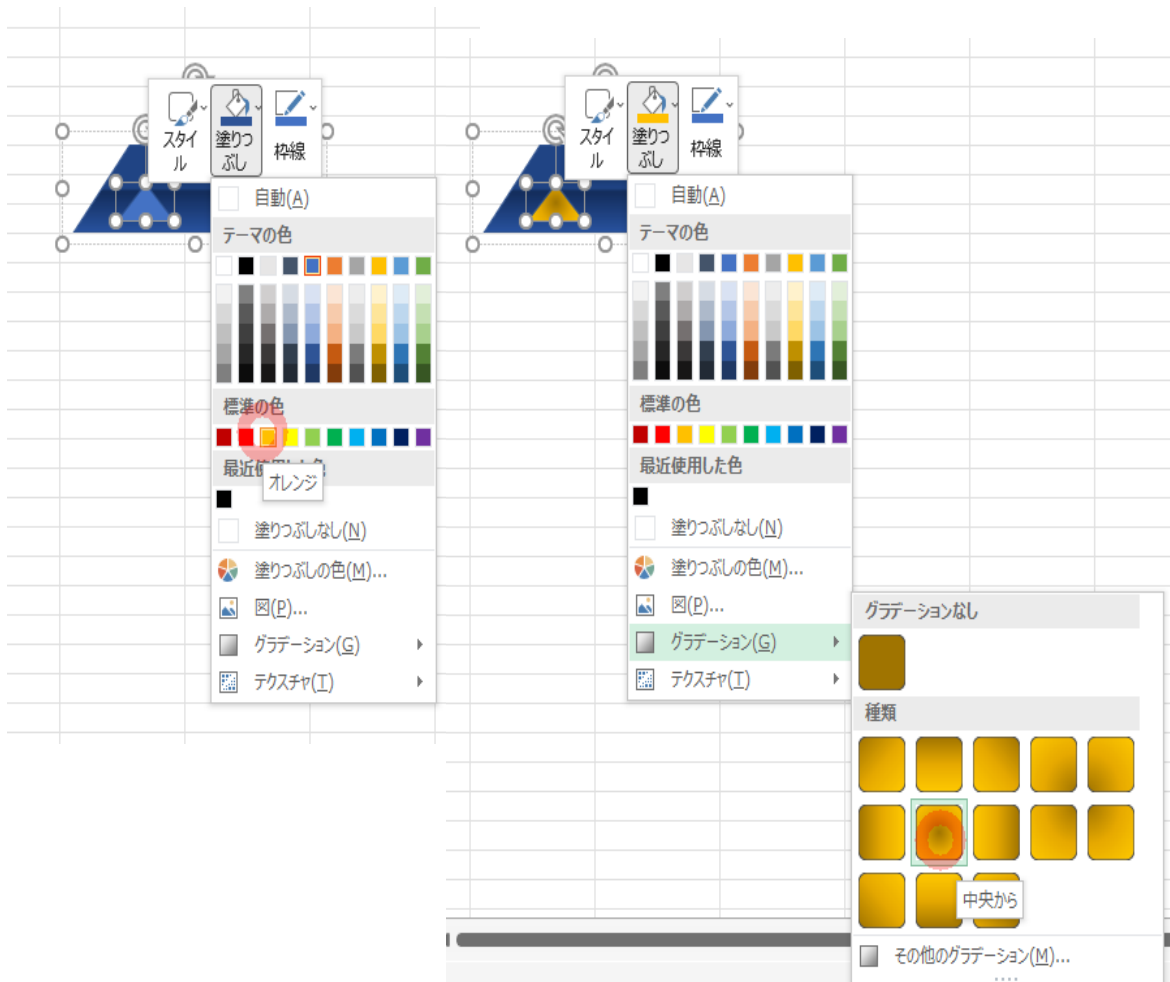 スタイ
ル
塗りつ
ぶし
枠線
自動(A)
テーマの色
標準の色
オレンジ
塗りつぶしなし(N)
塗りつぶしの色(M)...
図(P)...
グラデーション(G)
テクスチャ(T)
スタイ
ル
塗りつ
ぶし
枠線
自動(A)
テーマの色
標準の色
最近使用した色
塗りつぶしなし(N)
塗りつぶしの色(M)...
図(P)...
グラデーション(G)
テクスチャ(T)
グラデーションなし
種類
中央から
その他のグラデーション(M)...